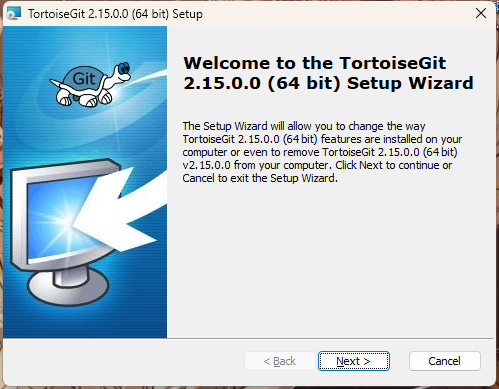 TortoiseGit 2.15.0.0 (64 bit) Setup
Git
Welcome to the TortoiseGit
2.15.0.0 (64 bit) Setup Wizard
The Setup Wizard will allow you to change the way
TortoiseGit 2.15.0.0 (64 bit) features are installed on your
computer or even to remove TortoiseGit 2.15.0.0 (64 bit)
v2.15.0.0 from your computer. Click Next to continue or
Cancel to exit the Setup Wizard.
< Back
Next >
Cancel